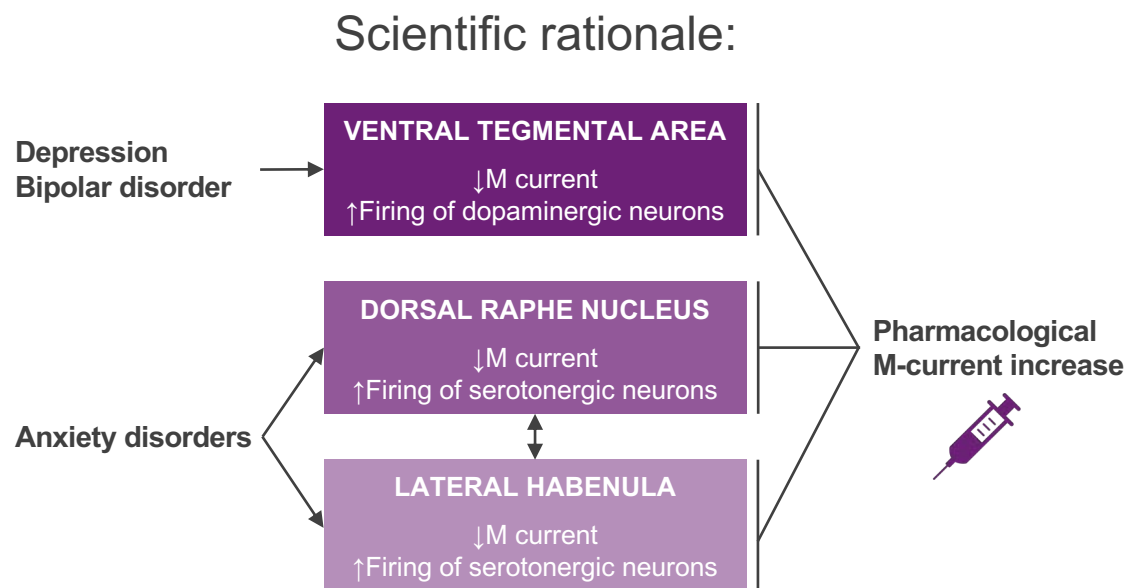 Scientific rationale:
Depression
Bipolar disorder
VENTRAL TEGMENTAL AREA
↓M current
↑Firing of dopaminergic neurons
DORSAL RAPHE NUCLEUS
↓M current
↑Firing of serotonergic neurons
Anxiety disorders
LATERAL HABENULA
↓M current
↑Firing of serotonergic neurons
Pharmacological
M-current increase